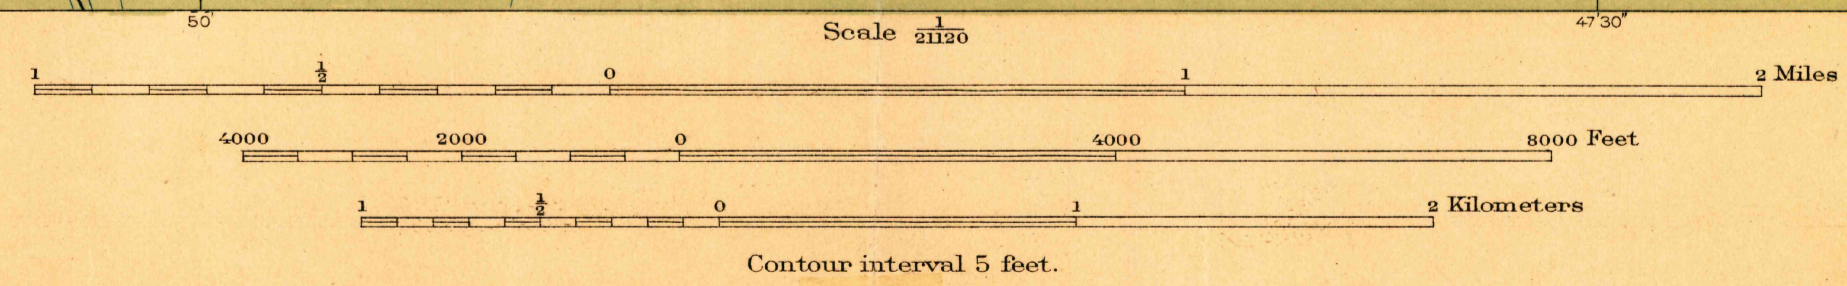 50' 47'30"
Scale 1/21120
1 1/2 0 1 2 Miles
4000 2000 0 4000 8000 Feet
1 1/2 0 1 2 Kilometers
Contour interval 5 feet.